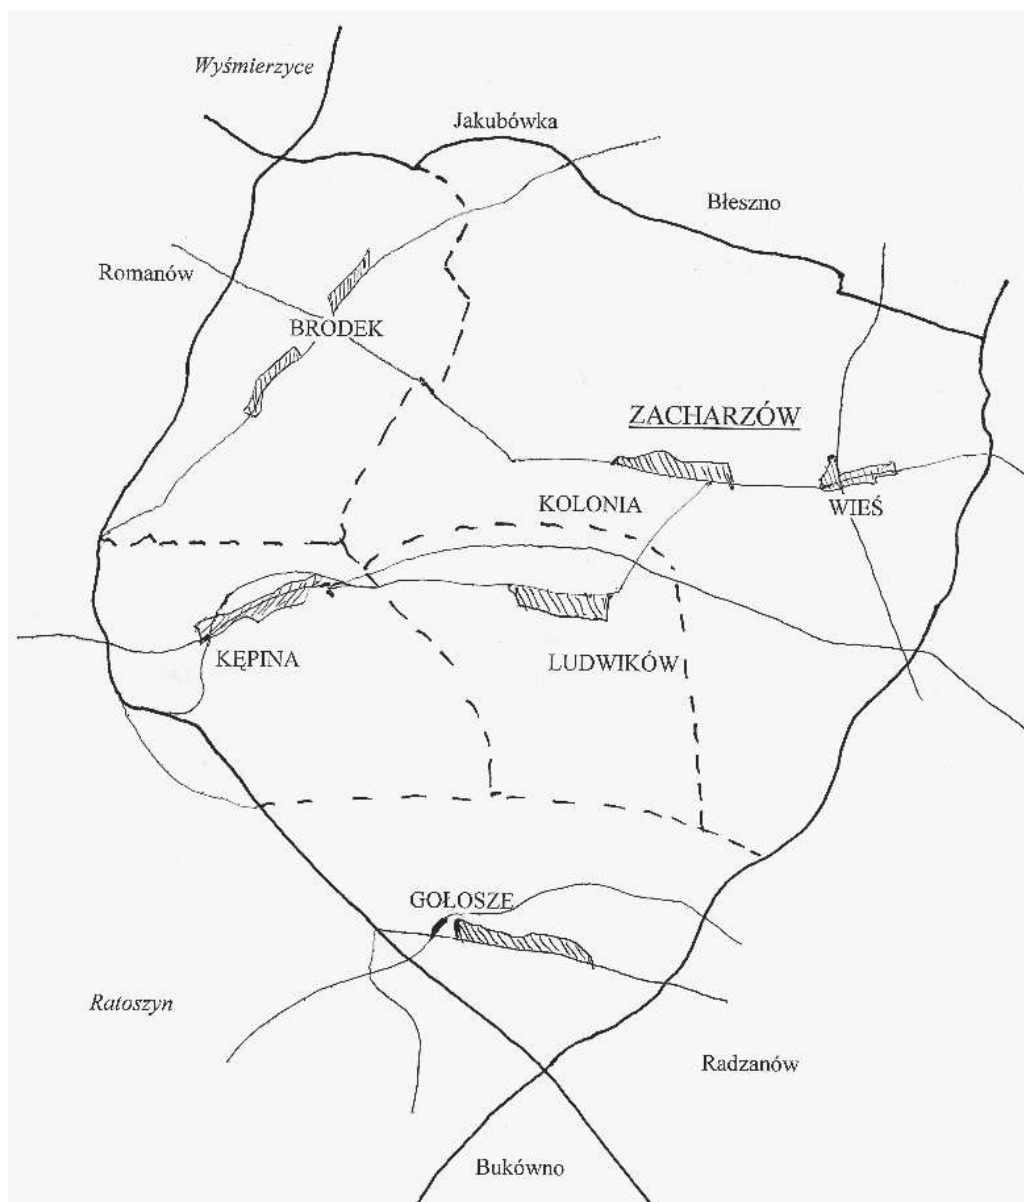 Wyśmierzyce
Jakubówka
Błeszno
Romanów
BRODEK
ZACHARZÓW
KOLONIA
WIEŚ
KĘPINA
LUDWIKÓW
GOŁOSZE
Ratoszyn
Radzanów
Bukówno